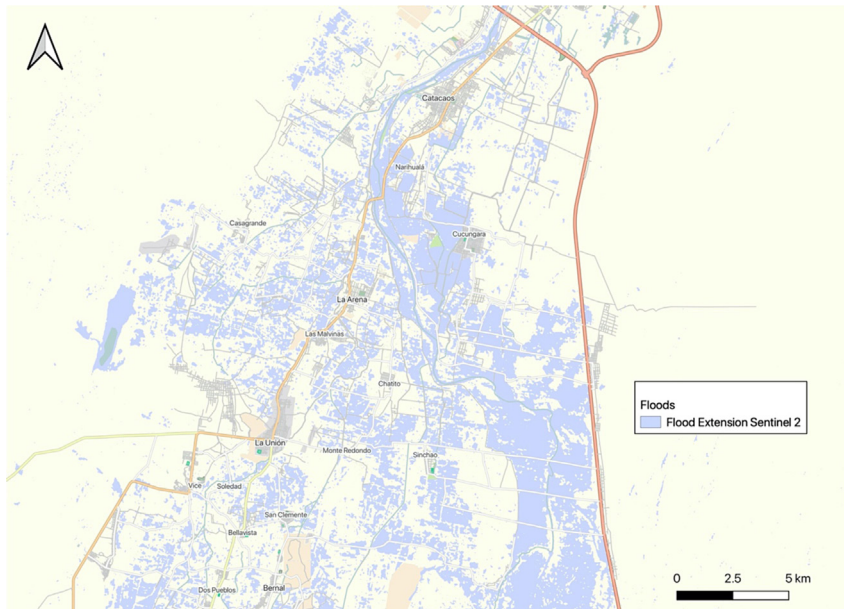 Catacaos
Narihualá
Casagrande
Cucungara
La Arena
Las Malvinas
Chatito
Floods
Flood Extension Sentinel 2
La Unión
Monte Redondo
Sinchao
Vice
Soledad
San Clemente
Bellavista
0 2.5 5 km
Dos Pueblos
Bernal